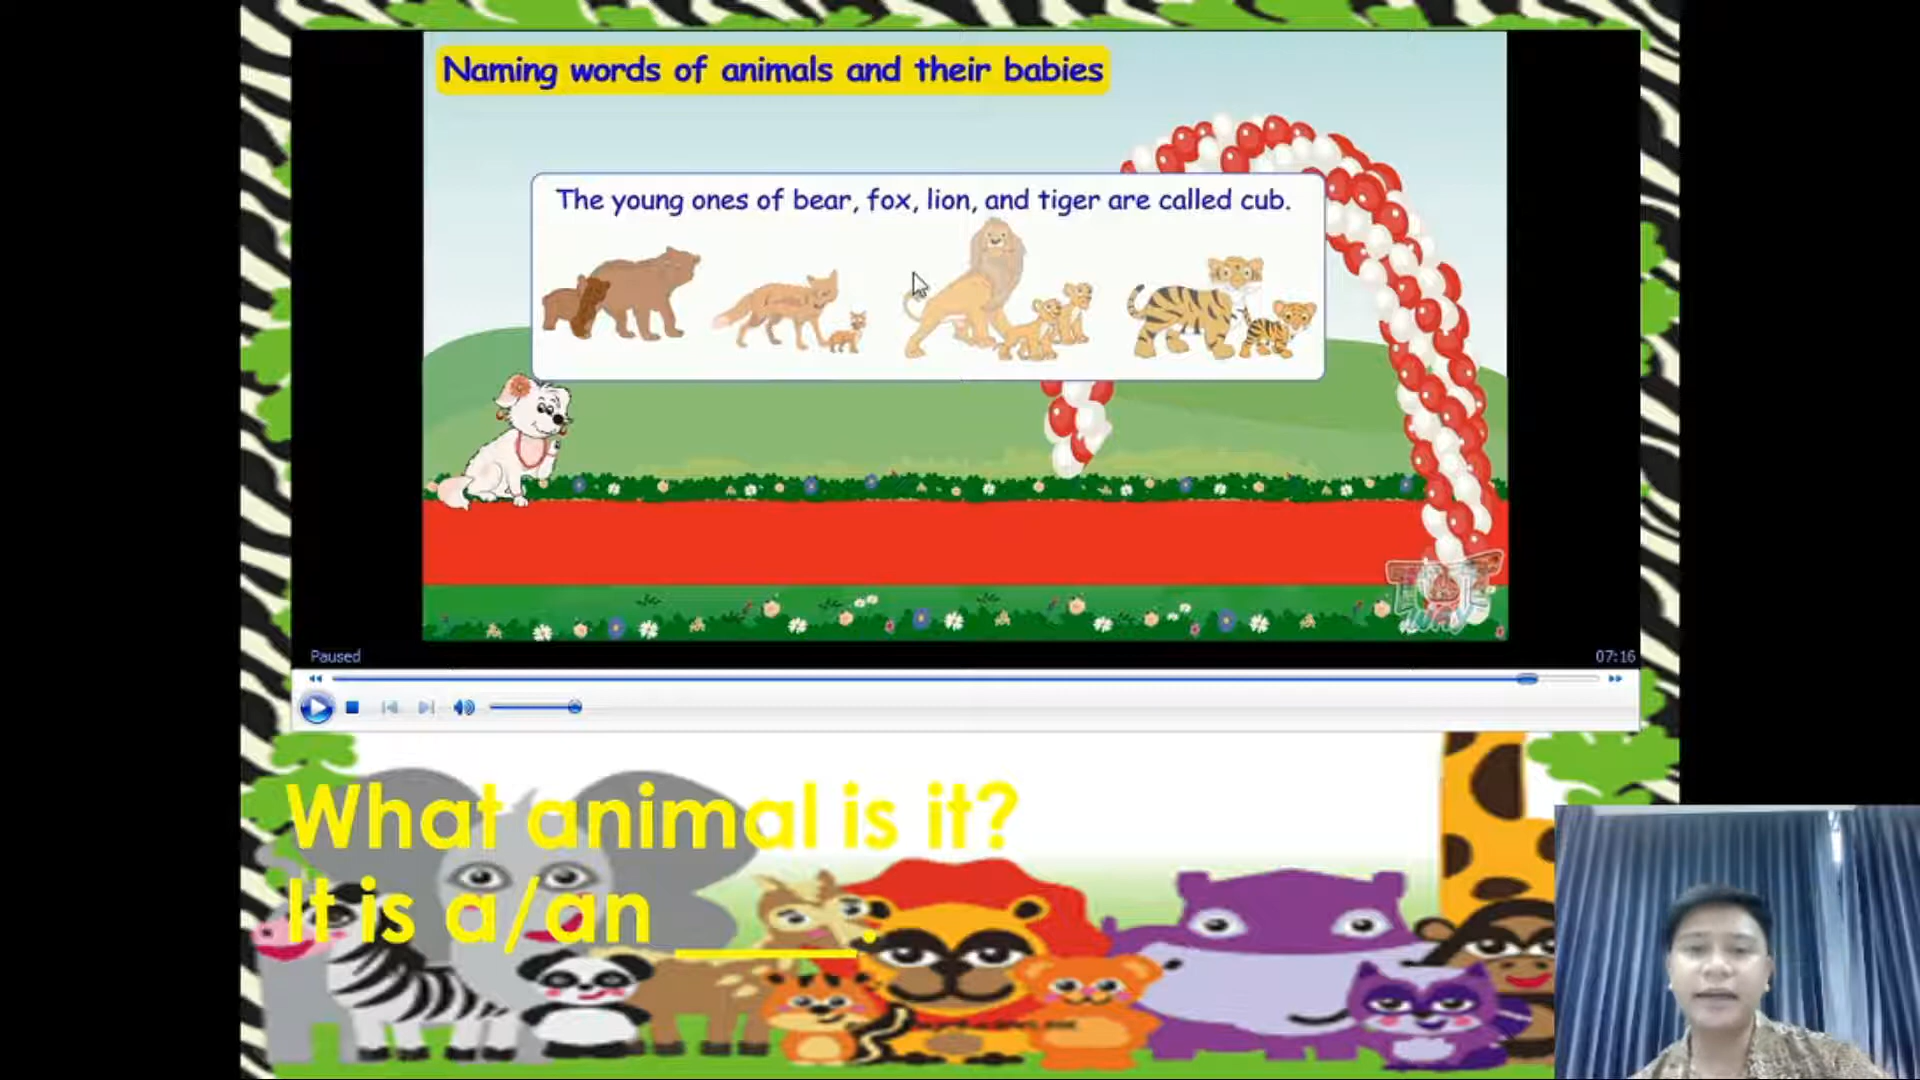 Naming words of animals and their babies
The young ones of bear, fox, lion, and tiger are called cub.
Paused
07:16
What animal is it?
It is a/an ______.